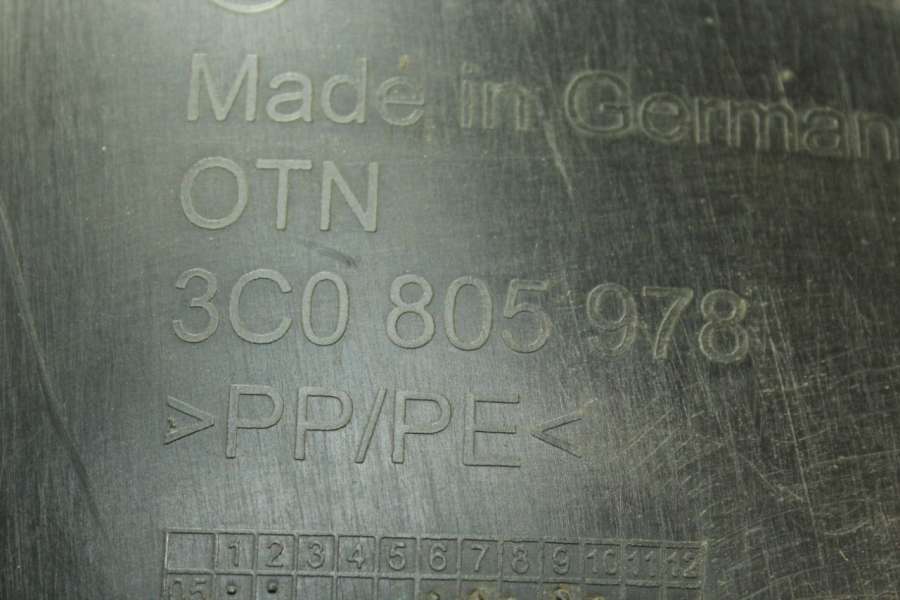 Made in German
OTN
3C0 805 978
>PP/PE<
1 2 3 4 5 6 7 8 9 10 11 12
05